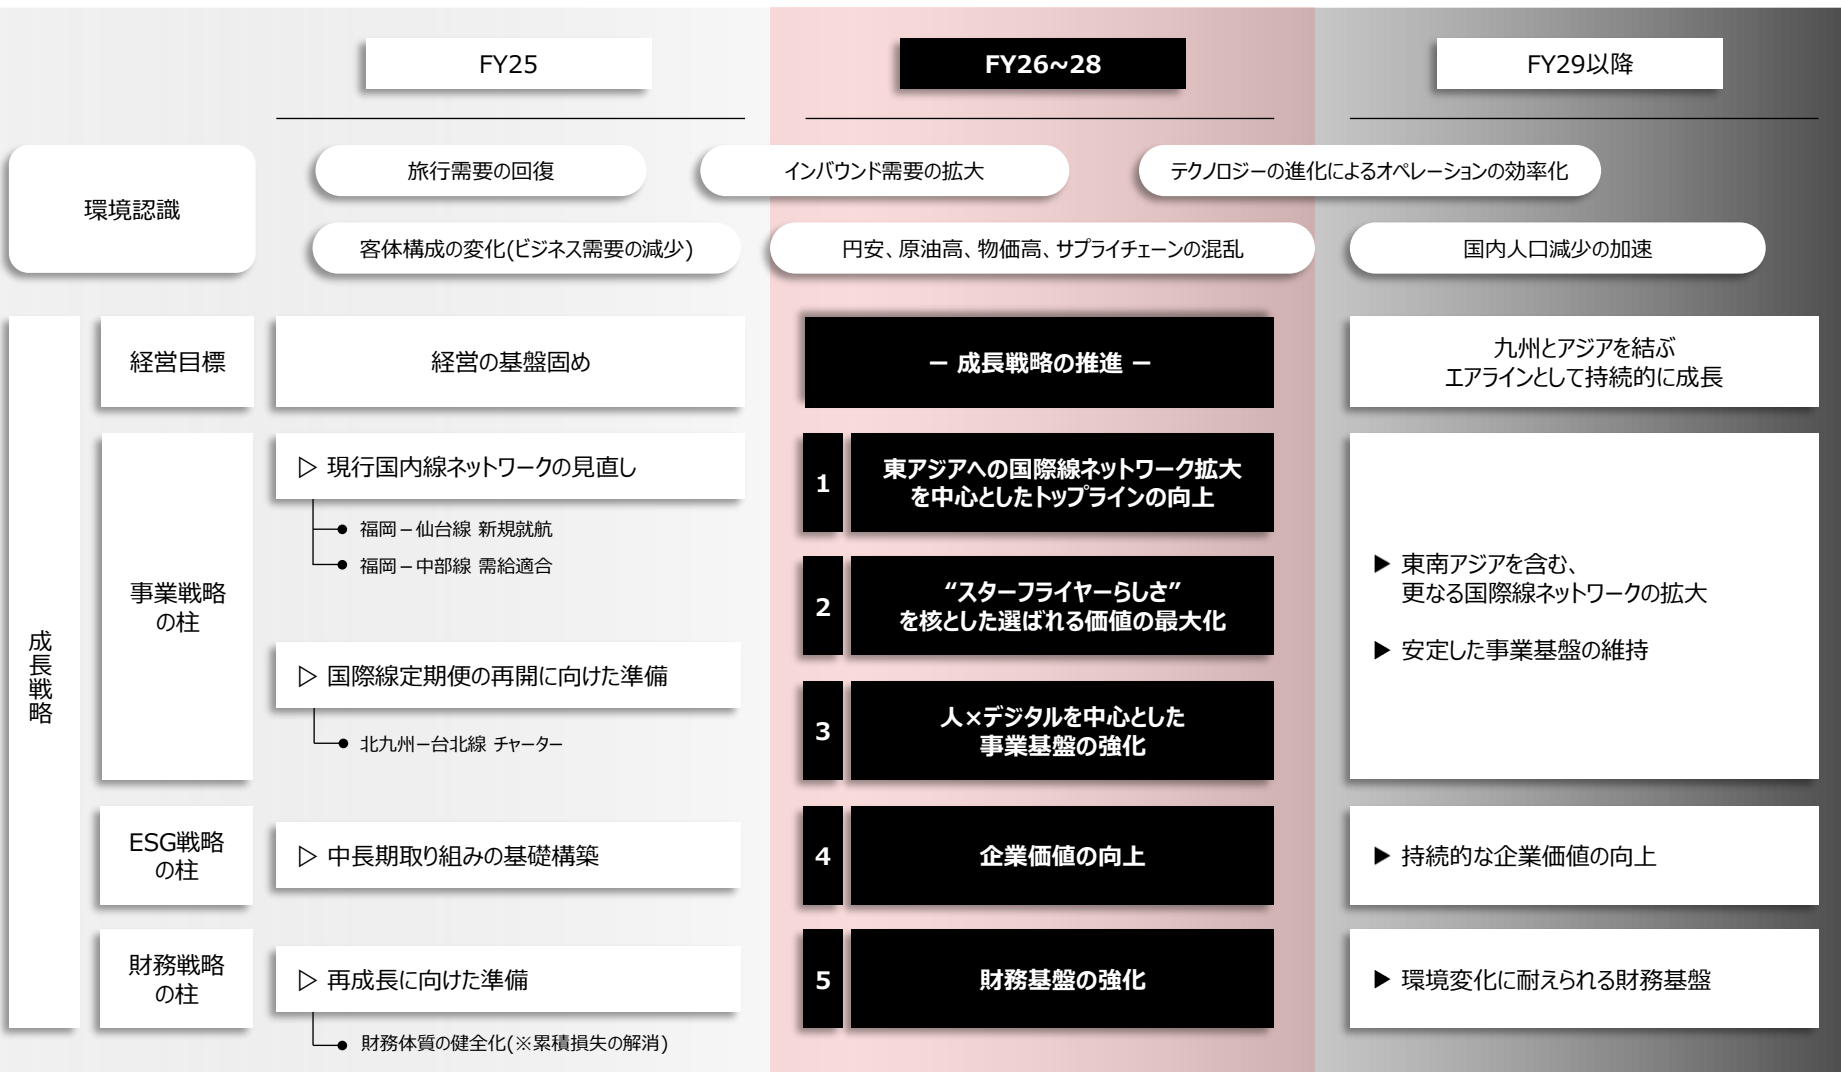 FY25
FY26~28
FY29以降
環境認識
旅行需要の回復
インバウンド需要の拡大
テクノロジーの進化によるオペレーションの効率化
客体構成の変化(ビジネス需要の減少)
円安、原油高、物価高、サプライチェーンの混乱
国内人口減少の加速
成長戦略
経営目標
経営の基盤固め
― 成長戦略の推進 ―
九州とアジアを結ぶ
エアラインとして持続的に成長
事業戦略
の柱
▷ 現行国内線ネットワークの見直し
● 福岡－仙台線 新規就航
● 福岡－中部線 需給適合
▷ 国際線定期便の再開に向けた準備
● 北九州－台北線 チャーター
1
東アジアへの国際線ネットワーク拡大
を中心としたトップラインの向上
2
“スターフライヤーらしさ”
を核とした選ばれる価値の最大化
3
人×デジタルを中心とした
事業基盤の強化
▶ 東南アジアを含む、
更なる国際線ネットワークの拡大
▶ 安定した事業基盤の維持
ESG戦略
の柱
▷ 中長期取り組みの基礎構築
4
企業価値の向上
▶ 持続的な企業価値の向上
財務戦略
の柱
▷ 再成長に向けた準備
● 財務体質の健全化(※累積損失の解消)
5
財務基盤の強化
▶ 環境変化に耐えられる財務基盤